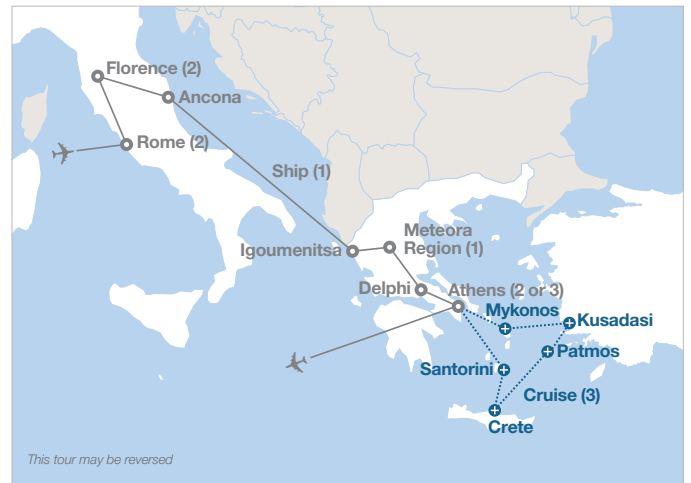 Florence (2)
Ancona
Rome (2)
Ship (1)
Meteora
Region (1)
Igoumenitsa
Delphi
Athens (2 or 3)
Mykonos
Kusadasi
Patmos
Santorini
Cruise (3)
Crete
This tour may be reversed